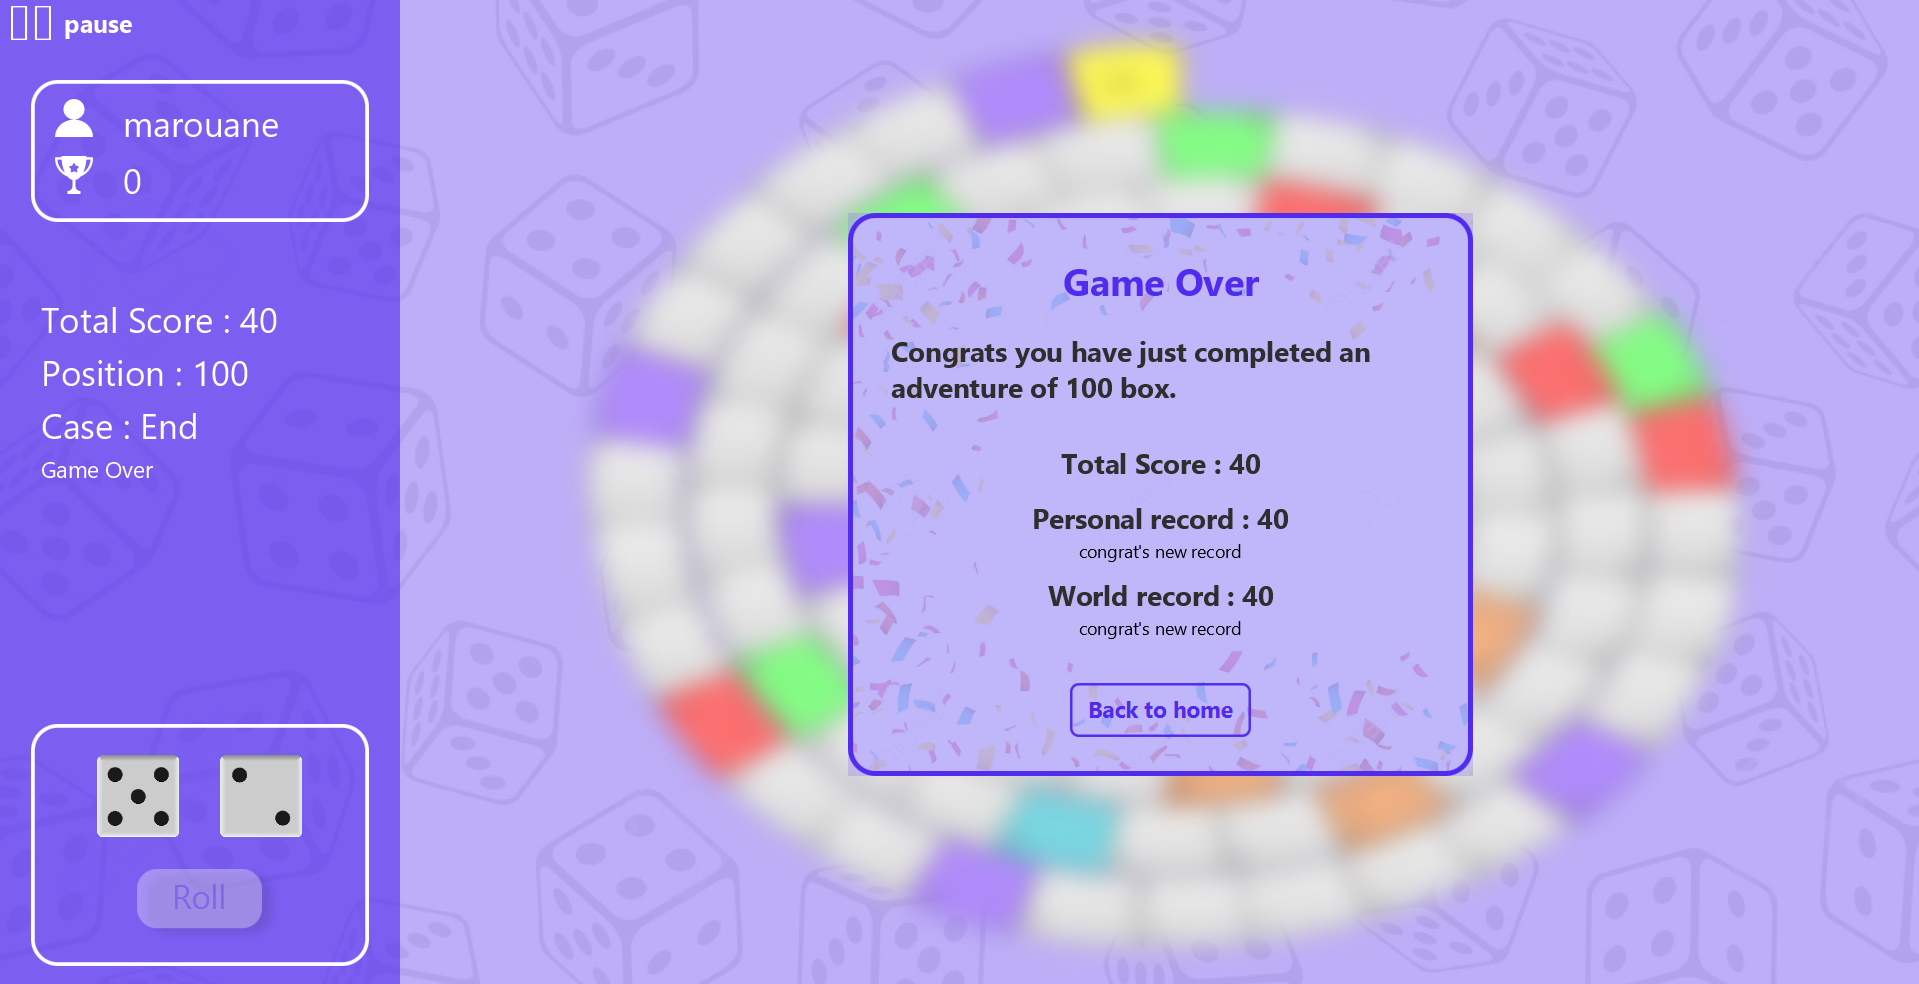 pause
marouane
0
Total Score : 40
Position : 100
Case : End
Game Over
Roll
Game Over
Congrats you have just completed an
adventure of 100 box.
Total Score : 40
Personal record : 40
congrat's new record
World record : 40
congrat's new record
Back to home